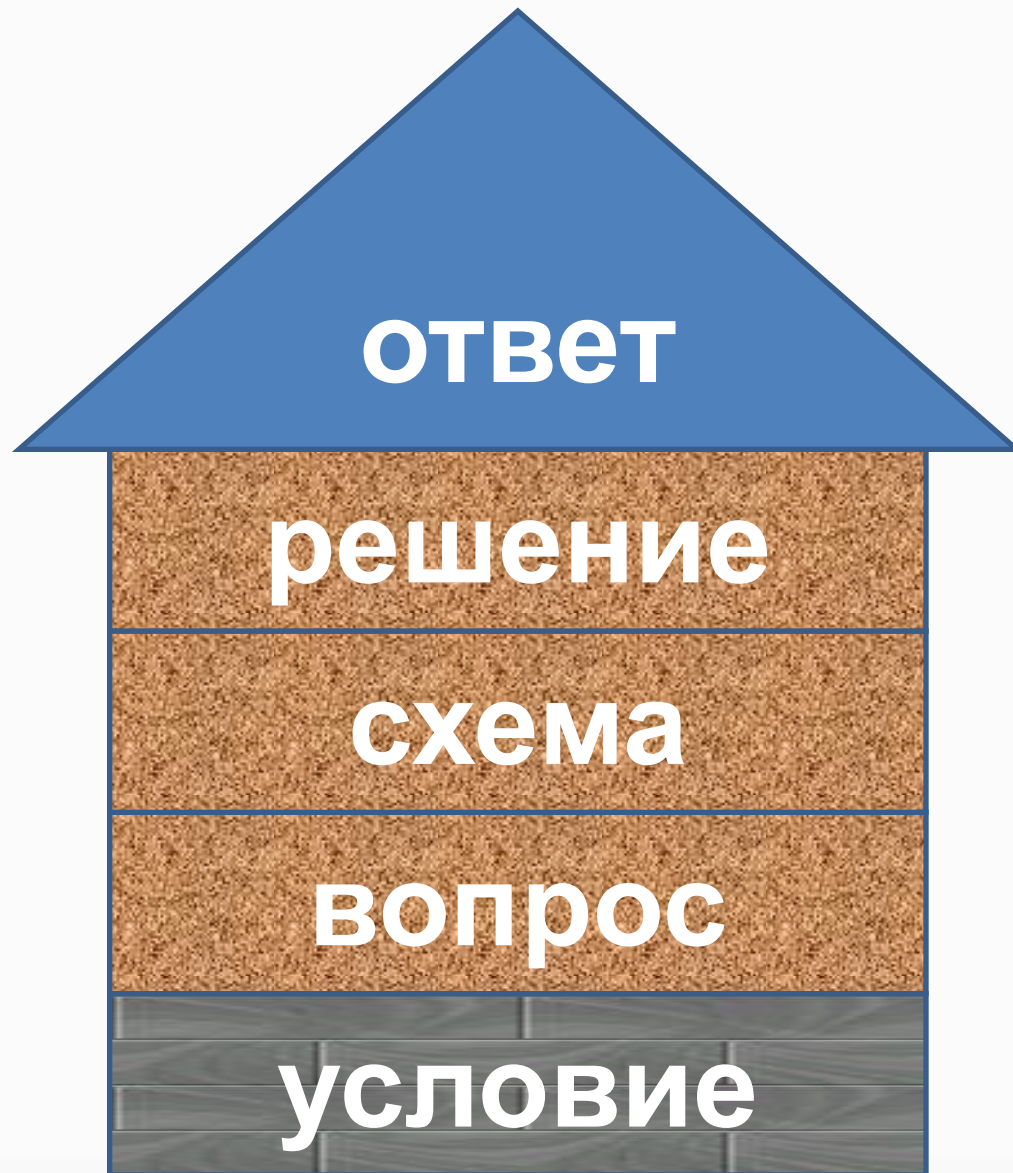 ответ
решение
схема
вопрос
условие